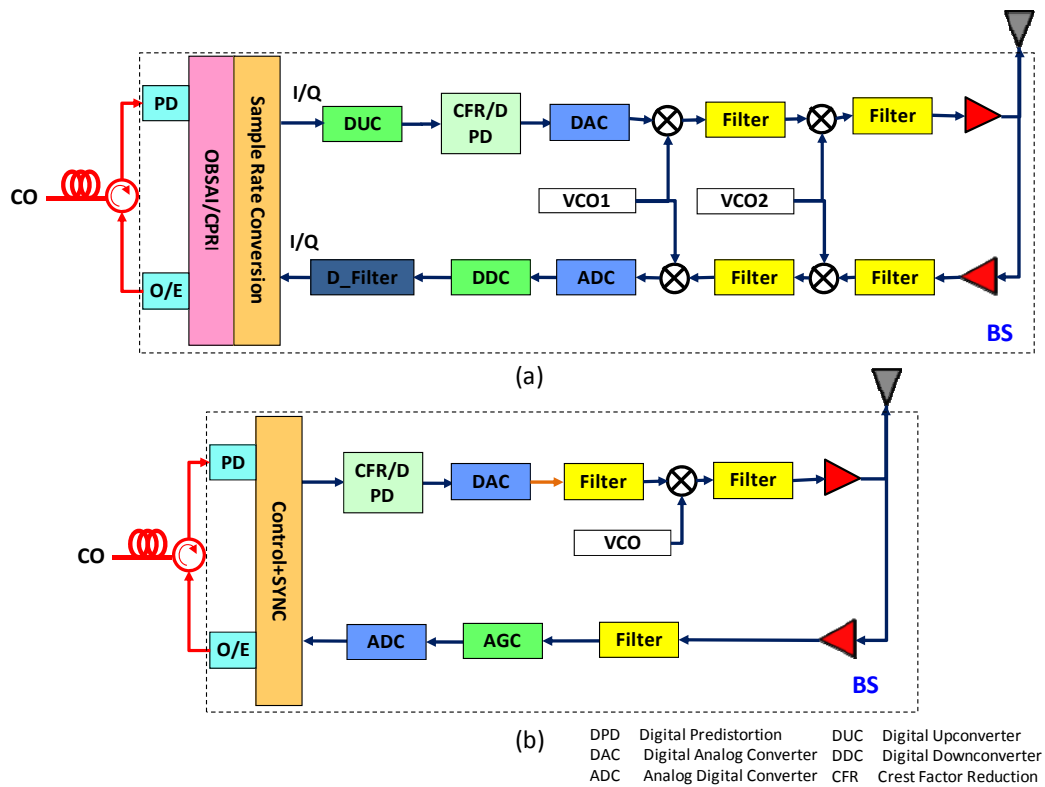 PD
OBSAI/CPRI
Sample Rate Conversion
I/Q
DUC
CFR/D
PD
DAC
Filter
Filter
CO
VCO1
VCO2
I/Q
O/E
D_Filter
DDC
ADC
Filter
Filter
BS
(a)
PD
Control+SYNC
CFR/D
PD
DAC
Filter
Filter
CO
VCO
O/E
ADC
AGC
Filter
BS
(b)
DPD Digital Predistortion DUC Digital Upconverter
DAC Digital Analog Converter DDC Digital Downconverter
ADC Analog Digital Converter CFR Crest Factor Reduction